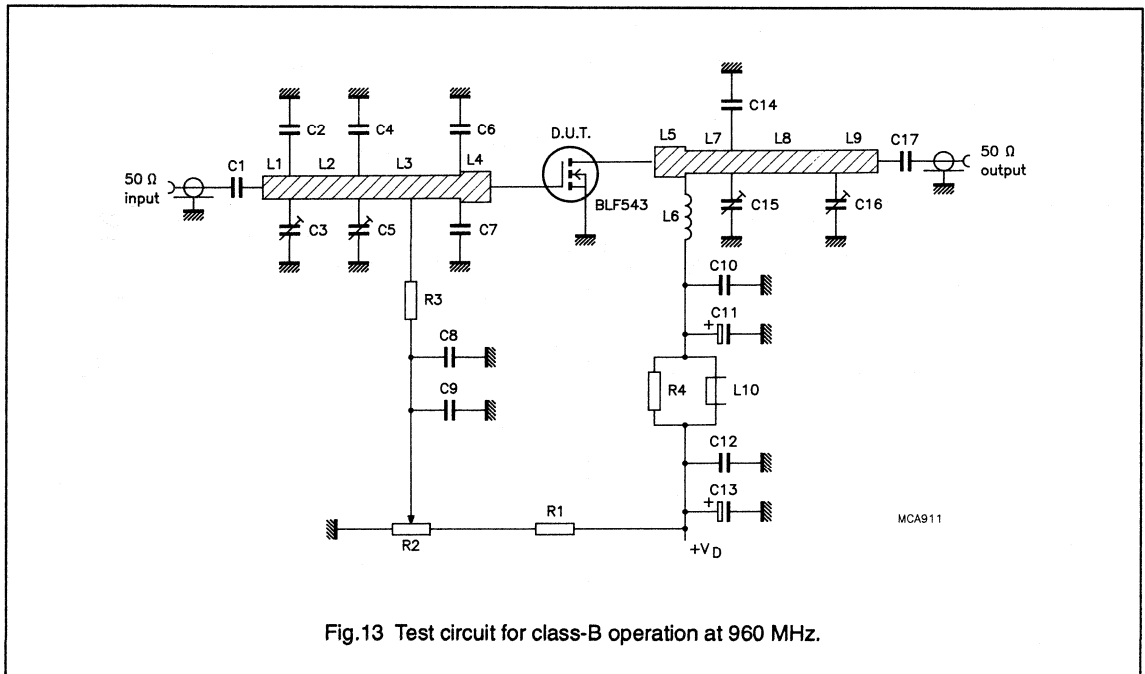 C14
C2
C4
C6
D.U.T.
L5
L7
L8
L9
C17
L1
L2
L3
L4
C1
50 Ω
input
50 Ω
output
BLF543
C3
C5
C7
L6
C15
C16
C10
R3
+
C11
C8
R4
L10
C9
C12
+
C13
R1
MCA911
R2
+VD
Fig.13 Test circuit for class-B operation at 960 MHz.